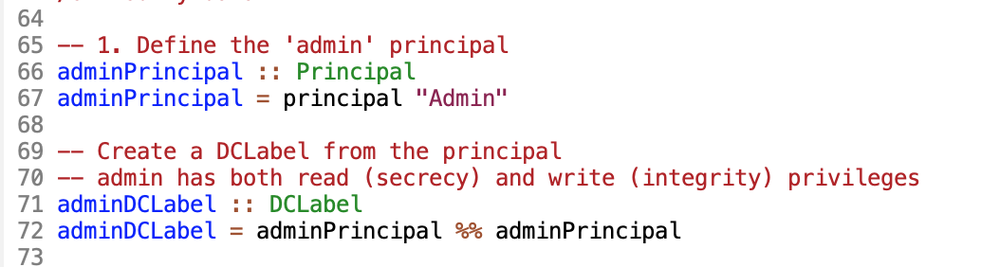 64
65 -- 1. Define the 'admin' principal
66 adminPrincipal :: Principal
67 adminPrincipal = principal "Admin"
68
69 -- Create a DCLabel from the principal
70 -- admin has both read (secrecy) and write (integrity) privileges
71 adminDCLabel :: DCLabel
72 adminDCLabel = adminPrincipal %% adminPrincipal
73